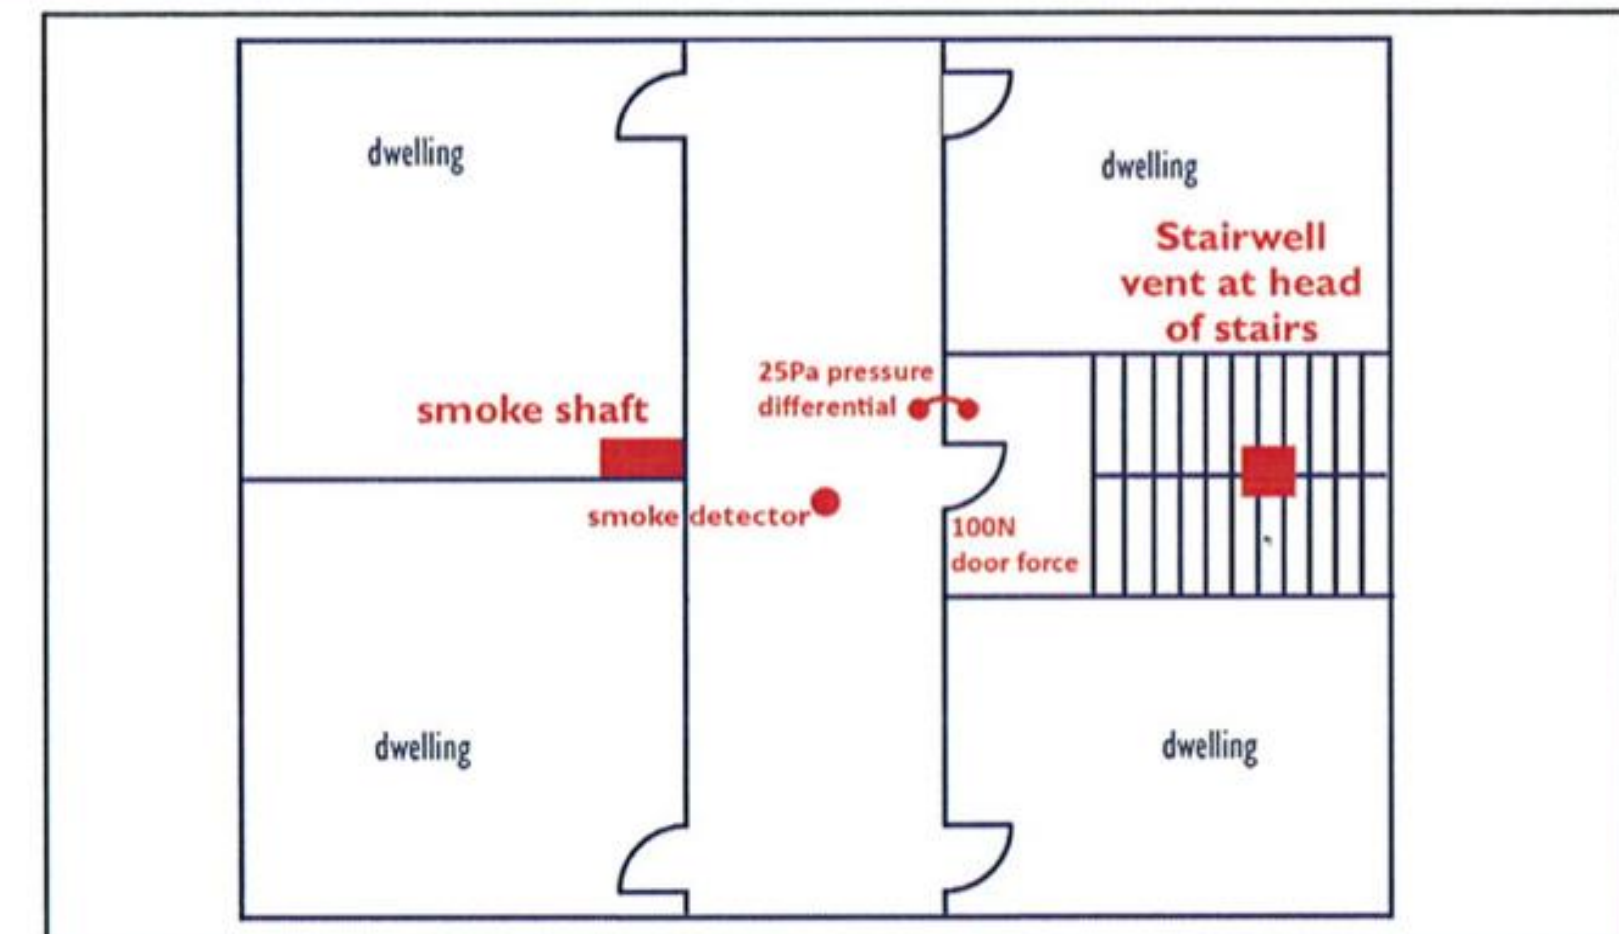 dwelling
dwelling
Stairwell
vent at head
of stairs
25Pa pressure
differential
smoke shaft
smoke detector
100N
door force
dwelling
dwelling